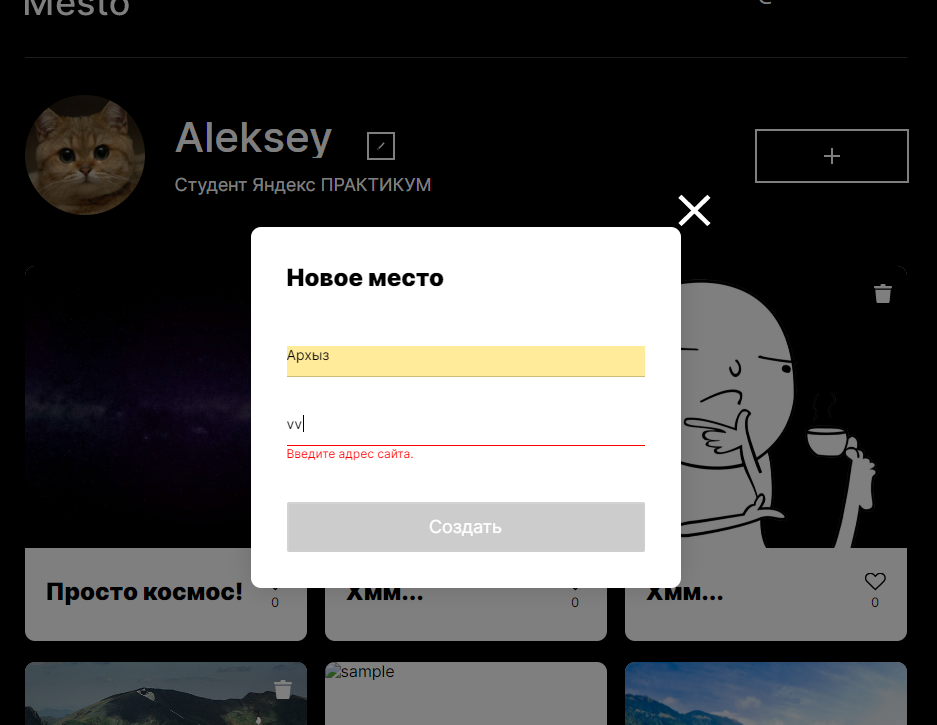 Mesto
Aleksey
Студент Яндекс ПРАКТИКУМ
Новое место
Архыз
vv
Введите адрес сайта.
Создать
Просто космос!
0
Хмм...
0
Хмм...
0
sample